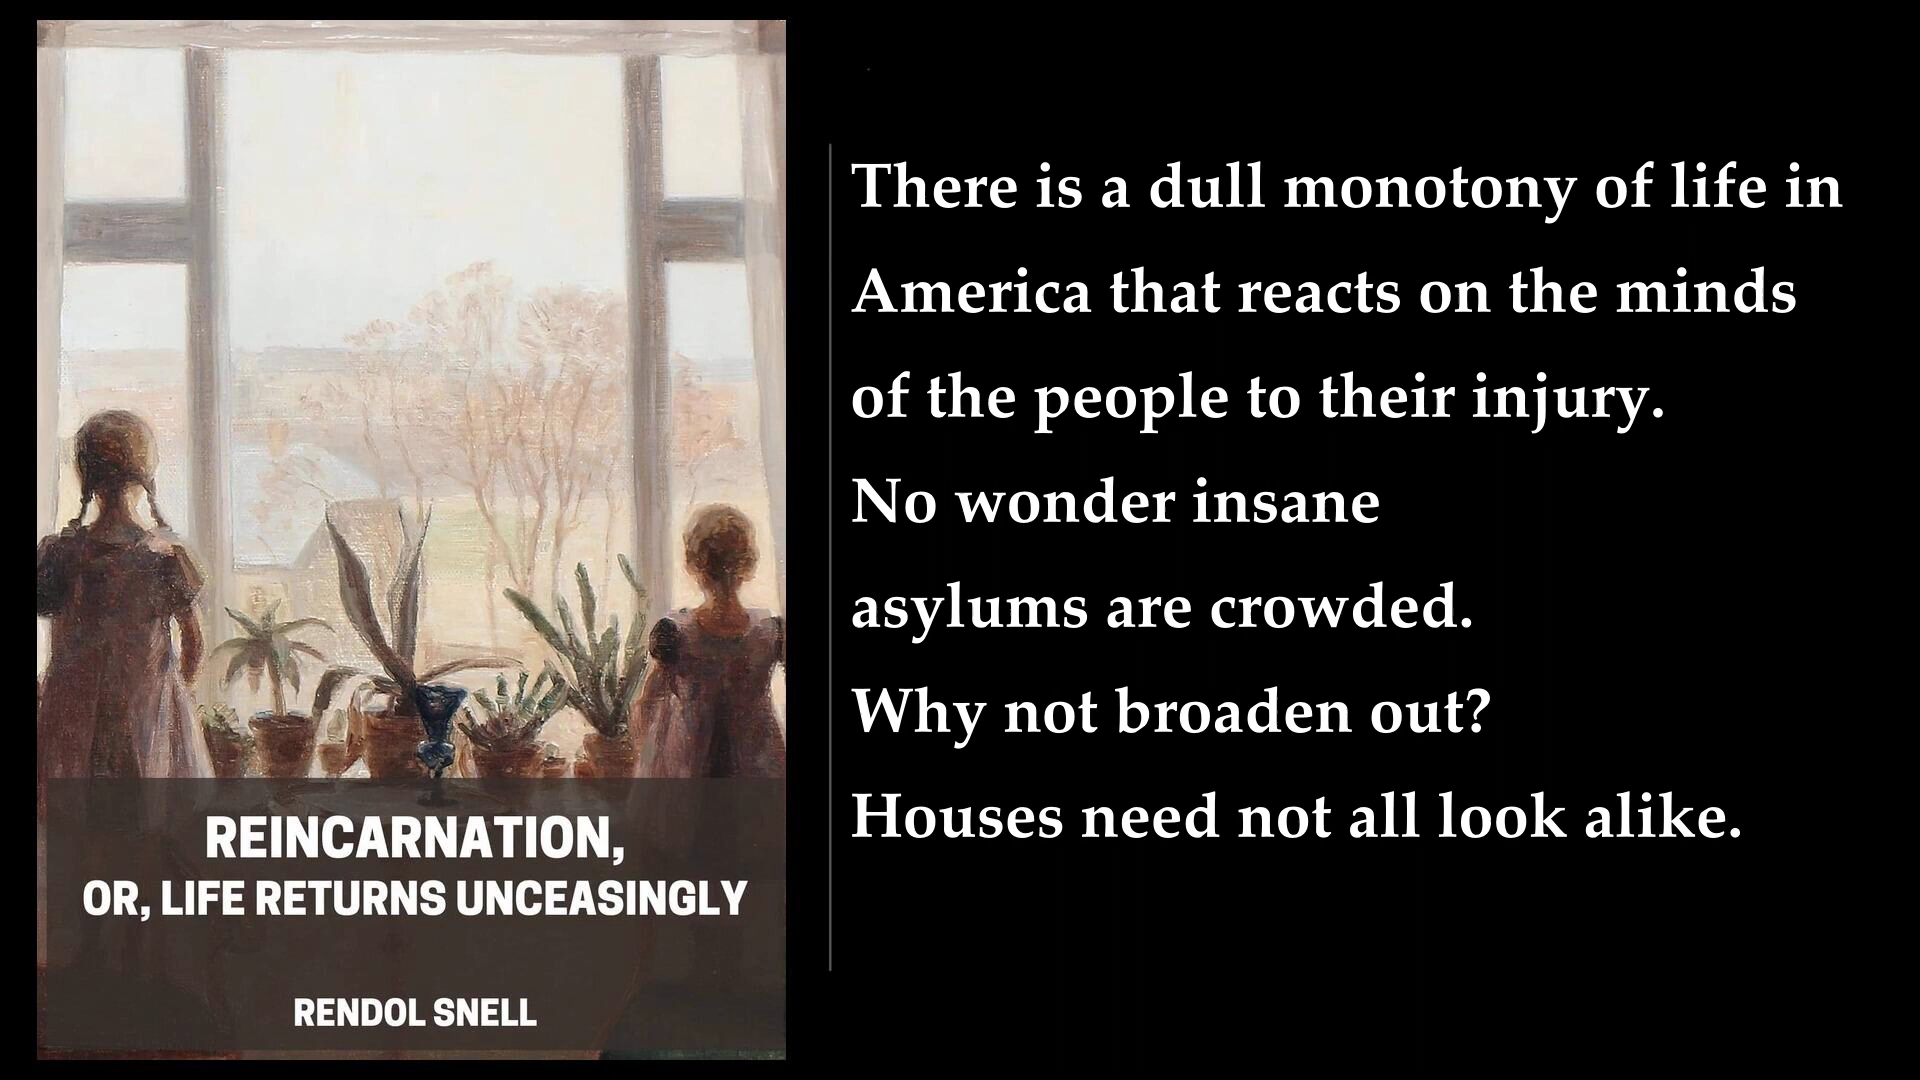 REINCARNATION,
OR, LIFE RETURNS UNCEASINGLY
RENDOL SNELL
There is a dull monotony of life in
America that reacts on the minds
of the people to their injury.
No wonder insane
asylums are crowded.
Why not broaden out?
Houses need not all look alike.